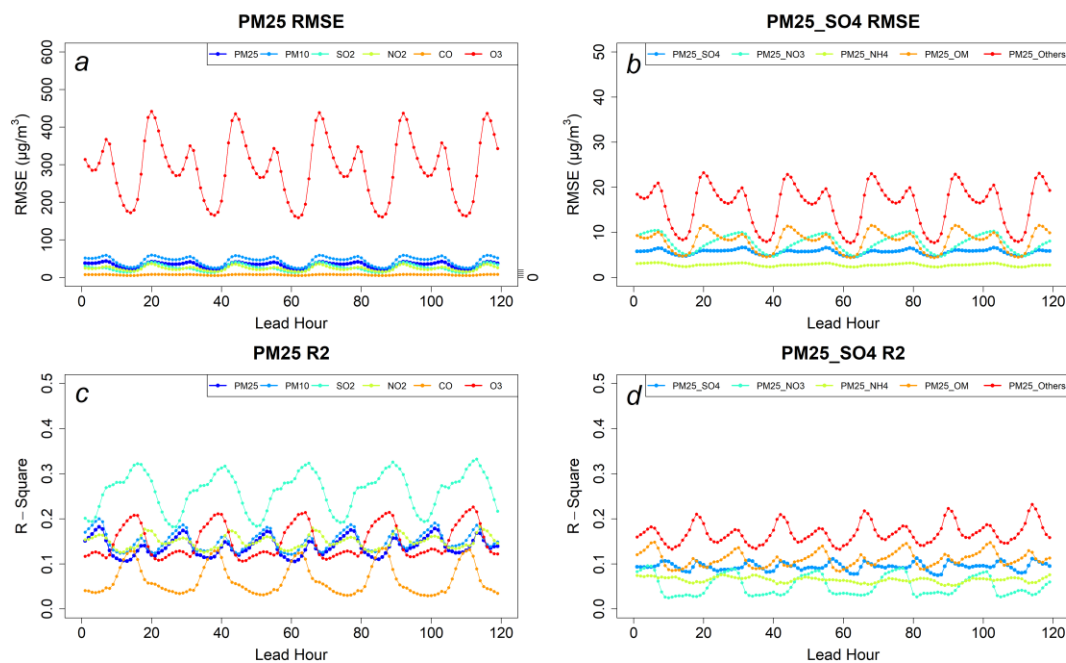 PM25 RMSE
a
PM25 PM10 SO2 NO2 CO O3
RMSE (µg/m³)
600
500
400
300
200
100
0
0
0 20 40 60 80 100 120
Lead Hour
PM25_SO4 RMSE
b
PM25_SO4 PM25_NO3 PM25_NH4 PM25_OM PM25_Others
RMSE (µg/m³)
50
40
30
20
10
0
0 20 40 60 80 100 120
Lead Hour
PM25 R2
c
PM25 PM10 SO2 NO2 CO O3
R − Square
0.5
0.4
0.3
0.2
0.1
0.0
0 20 40 60 80 100 120
Lead Hour
PM25_SO4 R2
d
PM25_SO4 PM25_NO3 PM25_NH4 PM25_OM PM25_Others
R − Square
0.5
0.4
0.3
0.2
0.1
0.0
0 20 40 60 80 100 120
Lead Hour